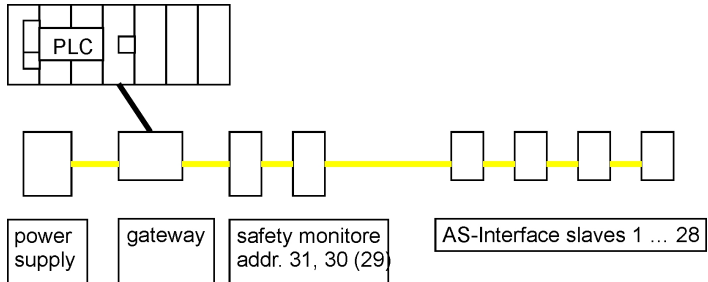 PLC
power
supply
gateway
safety monitore
addr. 31, 30 (29)
AS-Interface slaves 1 ... 28